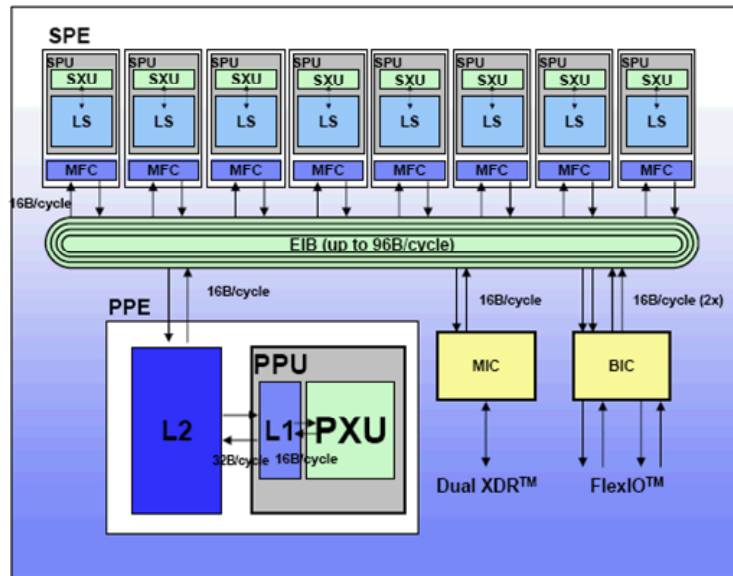 SPE
SPU SPU SPU SPU SPU SPU SPU SPU
SXU SXU SXU SXU SXU SXU SXU SXU
LS LS LS LS LS LS LS LS
MFC MFC MFC MFC MFC MFC MFC MFC
16B/cycle
EIB (up to 96B/cycle)
16B/cycle 16B/cycle 16B/cycle (2x)
PPE
PPU
MIC BIC
L2 L1 PXU
32B/cycle 16B/cycle
Dual XDR™ FlexIO™